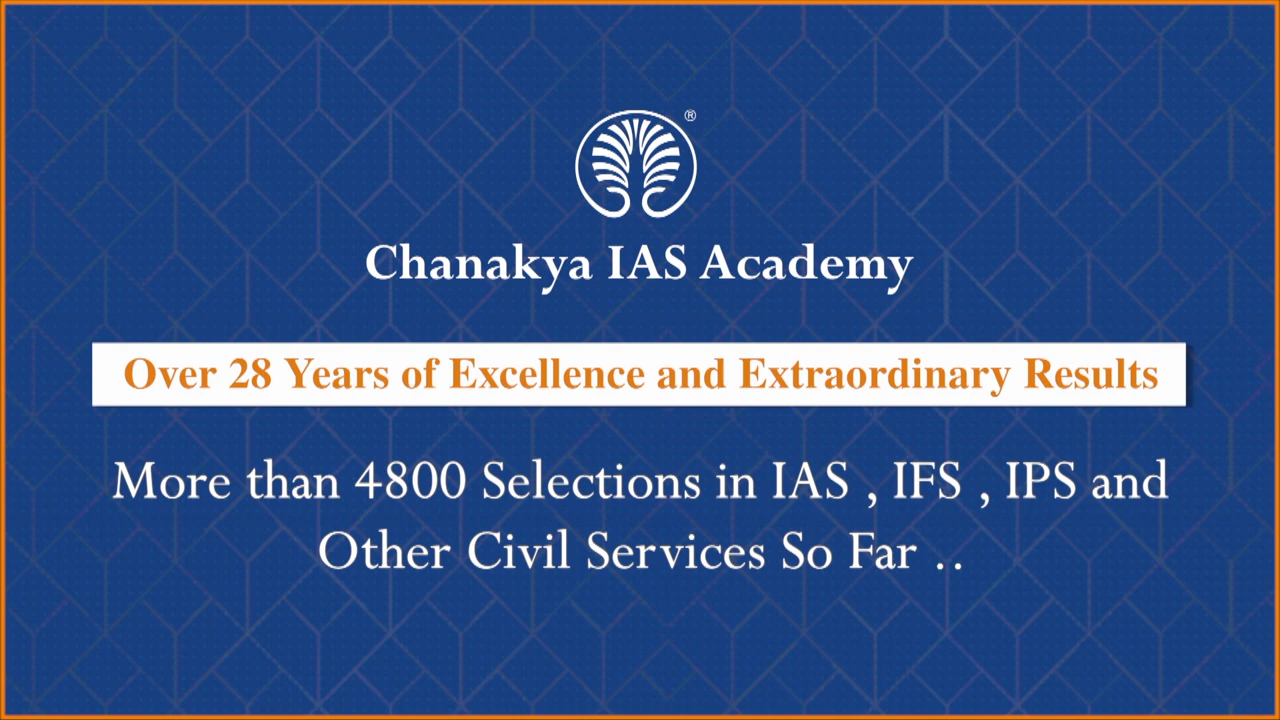 ®
Chanakya IAS Academy
Over 28 Years of Excellence and Extraordinary Results
More than 4800 Selections in IAS , IFS , IPS and
Other Civil Services So Far ..